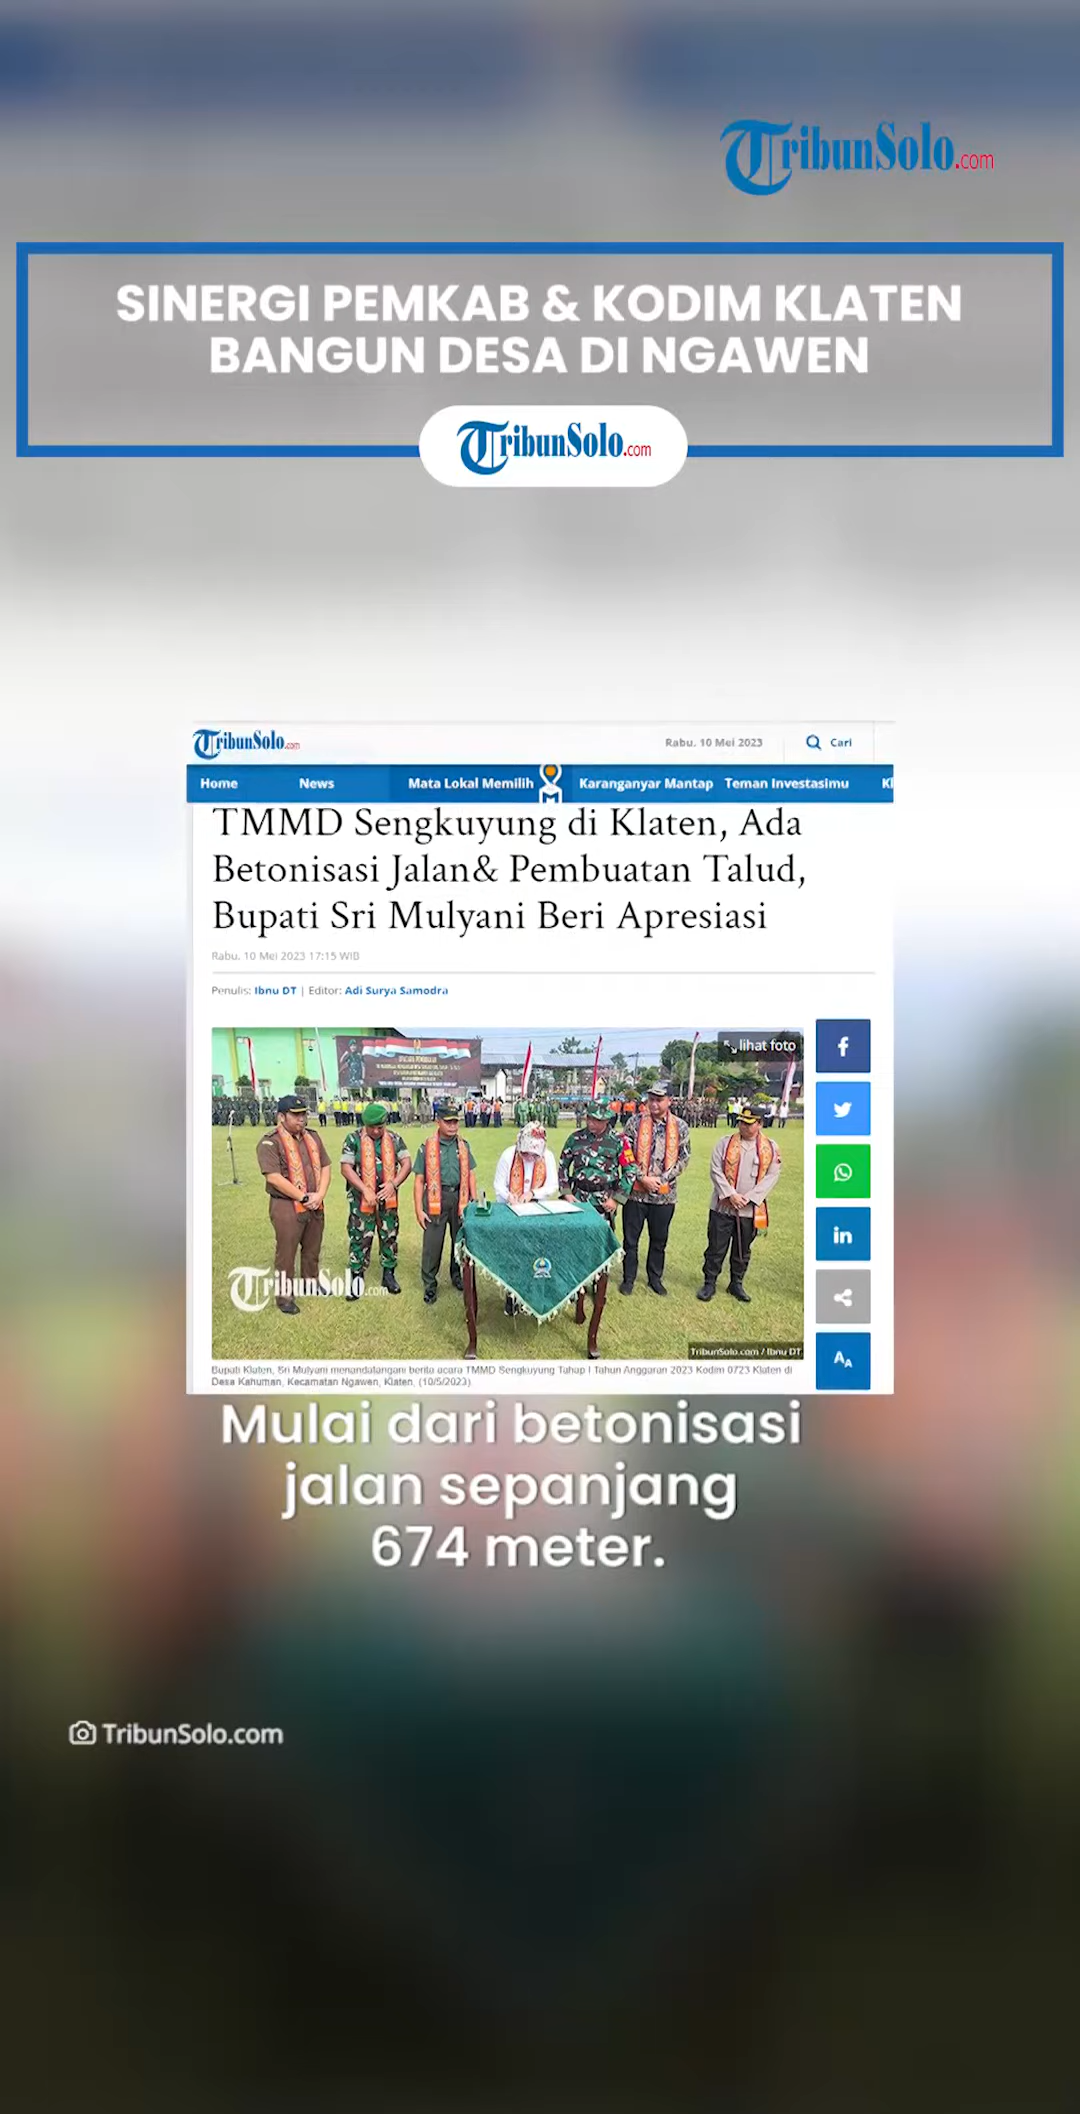 TribunSolo.com
SINERGI PEMKAB & KODIM KLATEN
BANGUN DESA DI NGAWEN
TribunSolo.com
TribunSolo.com
Rabu, 10 Mei 2023
Cari
Home News Mata Lokal Memilih Karanganyar Mantap Teman Investasimu Kl
TMMD Sengkuyung di Klaten, Ada
Betonisasi Jalan& Pembuatan Talud,
Bupati Sri Mulyani Beri Apresiasi
Rabu, 10 Mei 2023 17:15 WIB
Penulis: Ibnu DT | Editor: Adi Surya Samodra
lihat foto
TribunSolo.com
TribunSolo.com / Ibnu DT
Bupati Klaten, Sri Mulyani menandatangani berita acara TMMD Sengkuyung Tahap I Tahun Anggaran 2023 Kodim 0723 Klaten di
Desa Kahuman, Kecamatan Ngawen, Klaten, (10/5/2023)
Mulai dari betonisasi
jalan sepanjang
674 meter.
TribunSolo.com